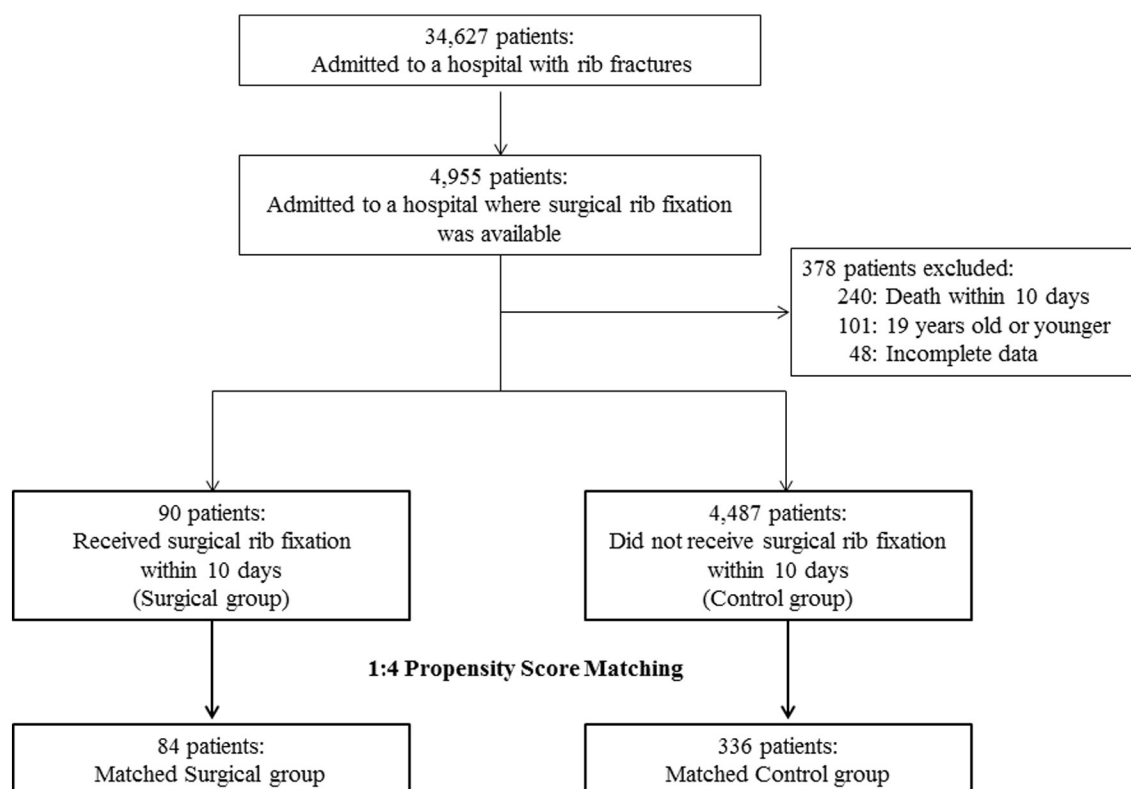 34,627 patients:
Admitted to a hospital with rib fractures
4,955 patients:
Admitted to a hospital where surgical rib fixation
was available
378 patients excluded:
240: Death within 10 days
101: 19 years old or younger
48: Incomplete data
90 patients:
Received surgical rib fixation
within 10 days
(Surgical group)
4,487 patients:
Did not receive surgical rib fixation
within 10 days
(Control group)
1:4 Propensity Score Matching
84 patients:
Matched Surgical group
336 patients:
Matched Control group